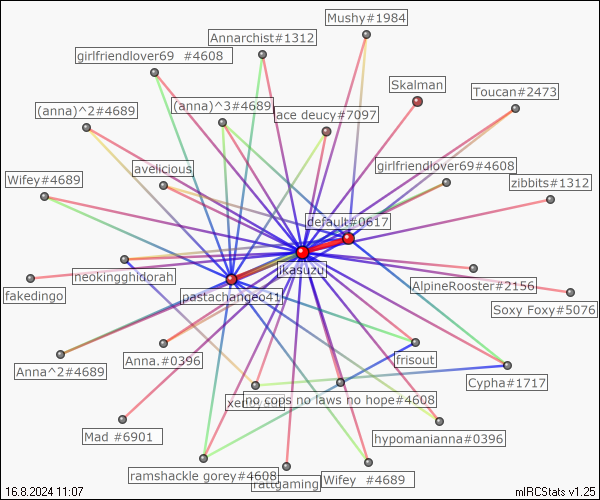 Mushy#1984
Annarchist#1312
girlfriendlover69 #4608
Skalman
Toucan#2473
(anna)^2#4689
(anna)^3#4689
ace deucy#7097
avelicious
girlfriendlover69#4608
Wifey#4689
zibbits#1312
default#0617
jkasuzu
neokingghidorah
AlpineRooster#2156
fakedingo
pastachangeo41
Soxy Foxy#5076
Anna^2#4689
Anna.#0396
frisout
Cypha#1717
no cops no laws no hope#4608
Mad #6901
hypomanianna#0396
ramshackle gorey#4608
rattgaming
Wifey #4689
16.8.2024 11:07
mIRCStats v1.25